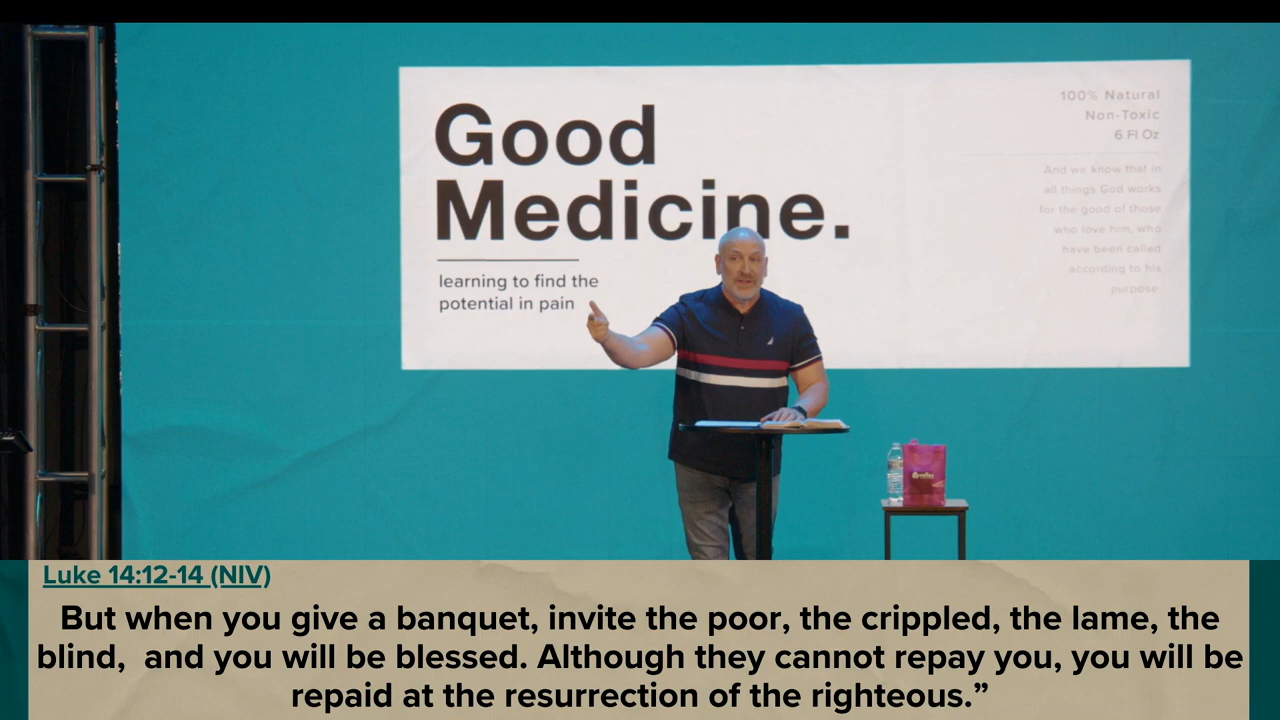 Good
Medicine.
learning to find the
potential in pain
100% Natural
Non-Toxic
6 Fl Oz
And we know that in
all things God works
for the good of those
who love him, who
have been called
according to his
purpose.
Luke 14:12-14 (NIV)
But when you give a banquet, invite the poor, the crippled, the lame, the
blind,  and you will be blessed. Although they cannot repay you, you will be
repaid at the resurrection of the righteous.”